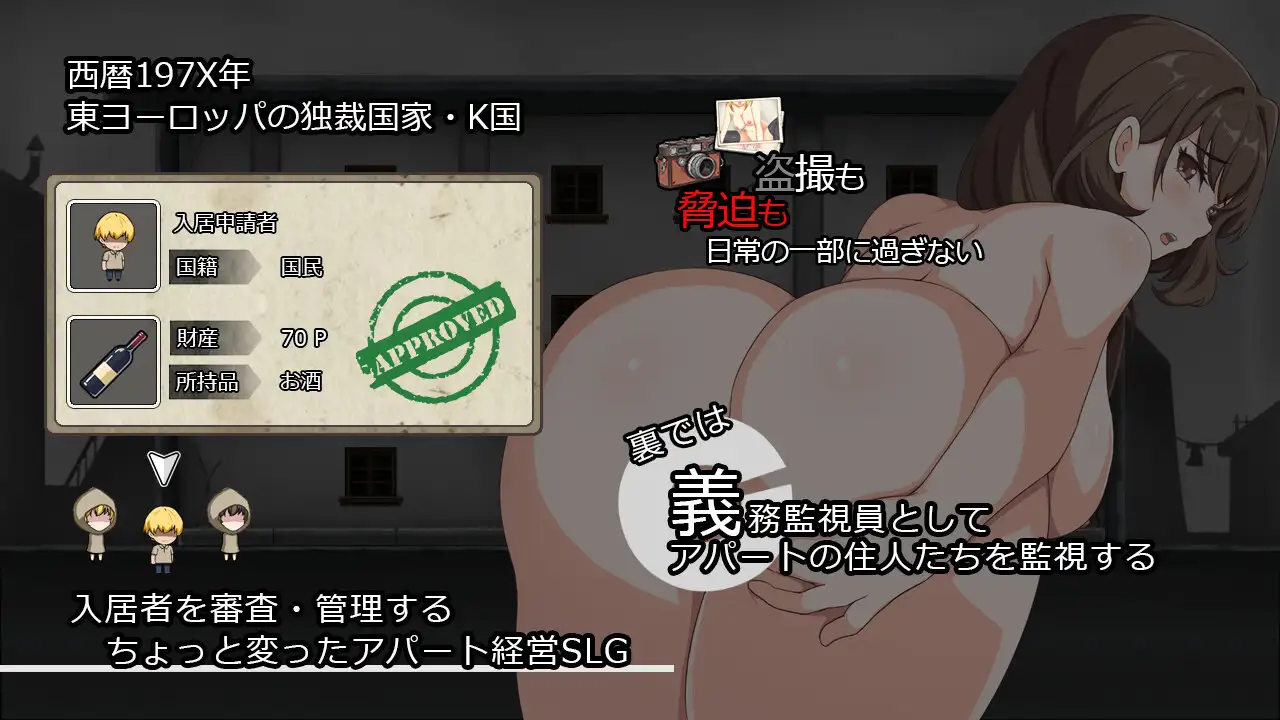 西暦197X年
東ヨーロッパの独裁国家・K国
入居申請者
国籍 国民
財産 70 P
所持品 お酒
APPROVED
盗撮も
脅迫も
日常の一部に過ぎない
裏では
義務監視員として
アパートの住人たちを監視する
入居者を審査・管理する
ちょっと変ったアパート経営SLG